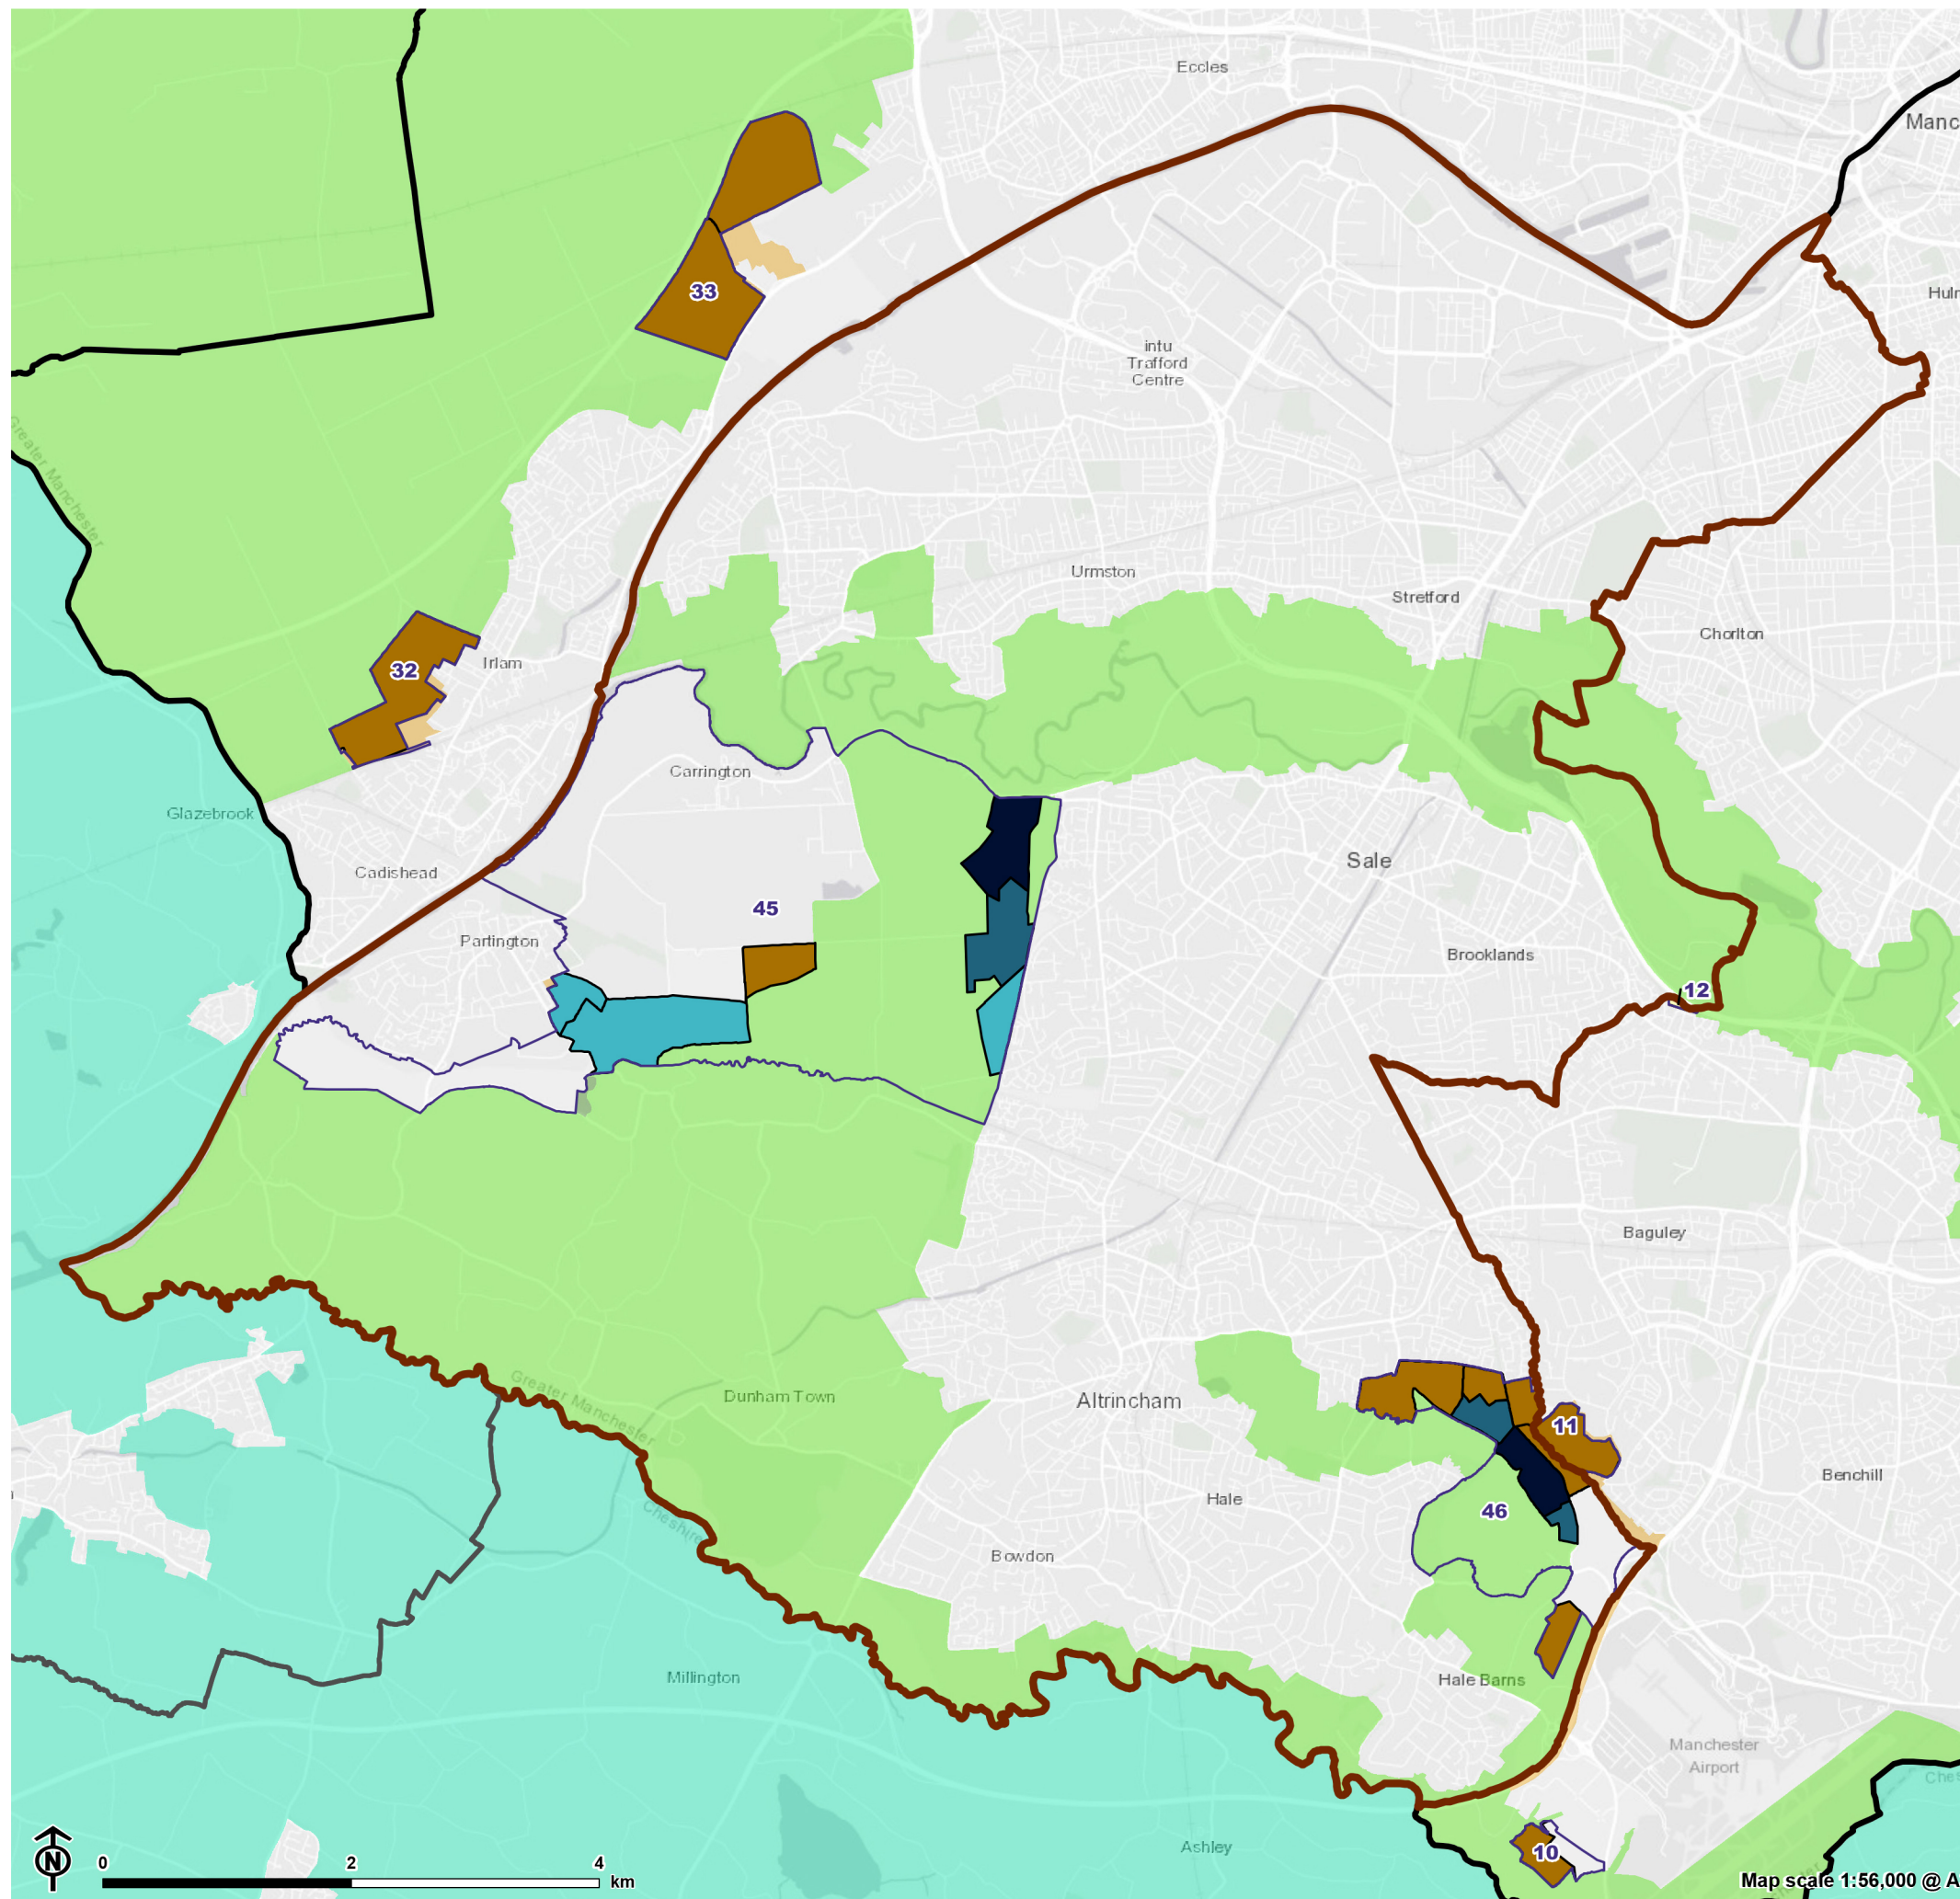 Eccles
Manc
33
Hulr
intu
Trafford
Centre
Greater Manchester
Urmston
Stretford
Chorlton
32
Irlam
Carrington
Glazebrook
Sale
Cadishead
45
Partington
Brooklands
12
Baguley
Greater Manchester
Dunham Town
Altrincham
11
Benchill
Hale
46
Cheshire
Bowdon
Millington
Hale Barns
Manchester
Airport
Ches
Ashley
10
N
0 2 4
km
Map scale 1:56,000 @ A